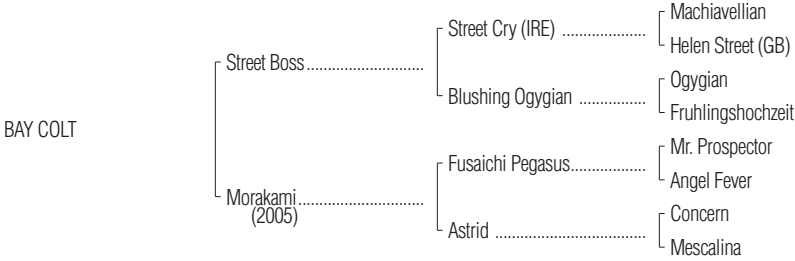 Machiavellian
Street Cry (IRE) ....................
Helen Street (GB)
Street Boss...........................
Ogygian
Blushing Ogygian ................
Fruhlingshochzeit
BAY COLT
Mr. Prospector
Fusaichi Pegasus..................
Angel Fever
Morakami.............................
(2005)
Concern
Astrid ....................................
Mescalina